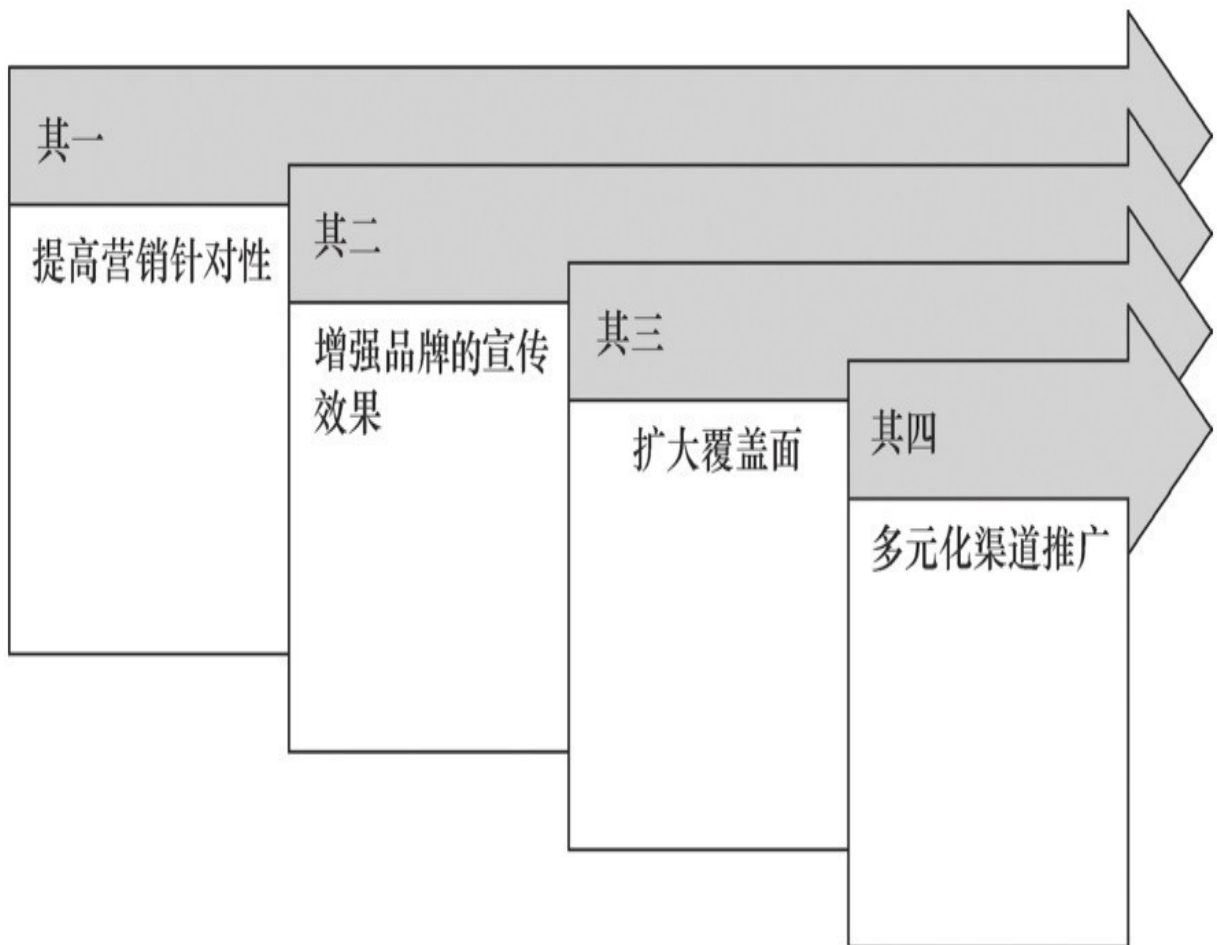 其一
提高营销针对性
其二
增强品牌的宣传
效果
其三
扩大覆盖面
其四
多元化渠道推广